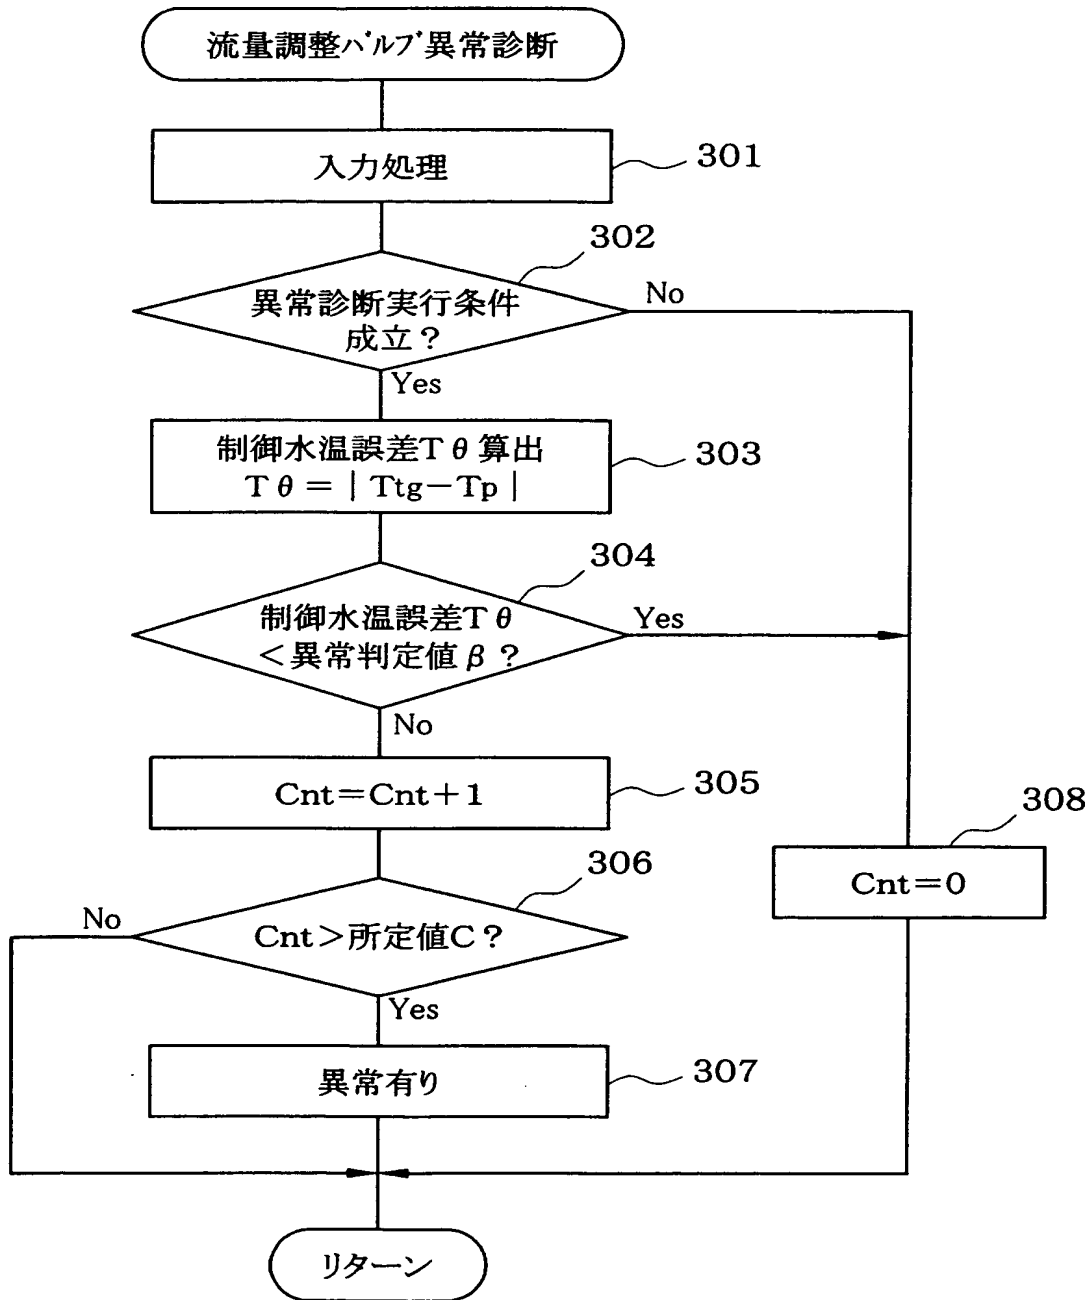 流量調整バルブ異常診断
入力処理
301
302
異常診断実行条件
成立?
No
Yes
制御水温誤差Tθ算出
Tθ=|Ttg−Tp|
303
304
制御水温誤差Tθ
<異常判定値β?
Yes
No
Cnt=Cnt+1
305
308
Cnt=0
306
No
Cnt>所定値C?
Yes
異常有り
307
リターン